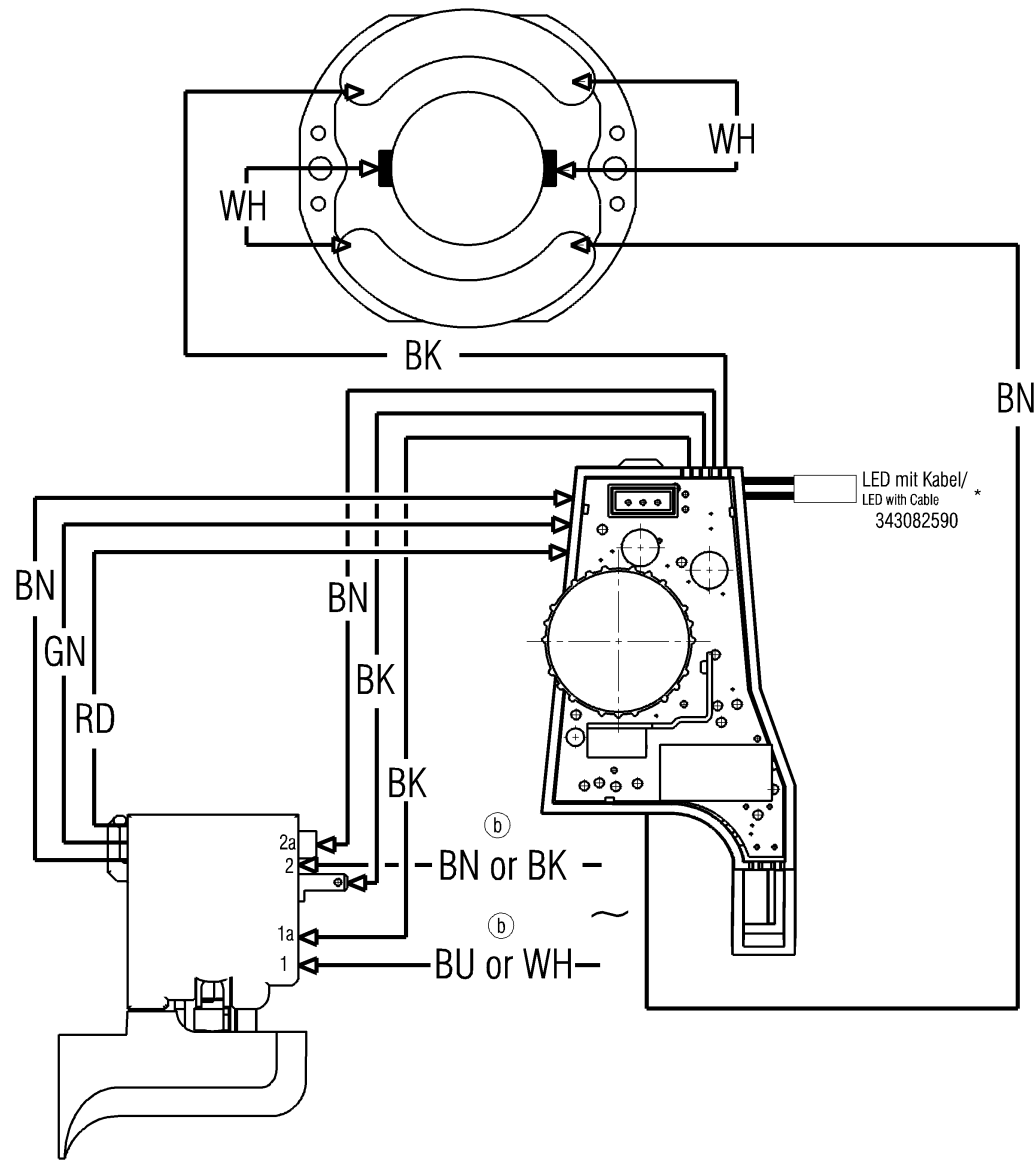 WH
WH
BK
BN
LED mit Kabel/
LED with Cable *
343082590
BN
BN
GN
BK
RD
BK
b
2a
2
BN or BK
b
1a
~
1
BU or WH